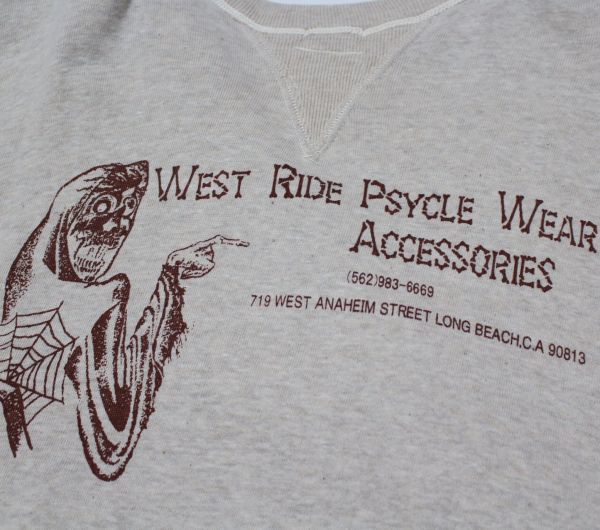 WEST RIDE PSYCLE WEAR
ACCESSORIES
(562)983-6669
719 WEST ANAHEIM STREET LONG BEACH,C.A 90813